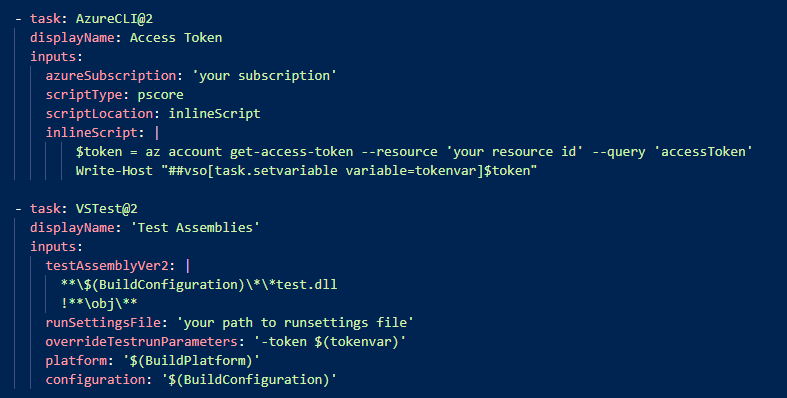 - task: AzureCLI@2
displayName: Access Token
inputs:
azureSubscription: 'your subscription'
scriptType: pscore
scriptLocation: inlineScript
inlineScript: |
$token = az account get-access-token --resource 'your resource id' --query 'accessToken'
Write-Host "##vso[task.setvariable variable=tokenvar]$token"
- task: VSTest@2
displayName: 'Test Assemblies'
inputs:
testAssemblyVer2: |
**\$(BuildConfiguration)\*\*test.dll
!**\obj\**
runSettingsFile: 'your path to runsettings file'
overrideTestrunParameters: '-token $(tokenvar)'
platform: '$(BuildPlatform)'
configuration: '$(BuildConfiguration)'